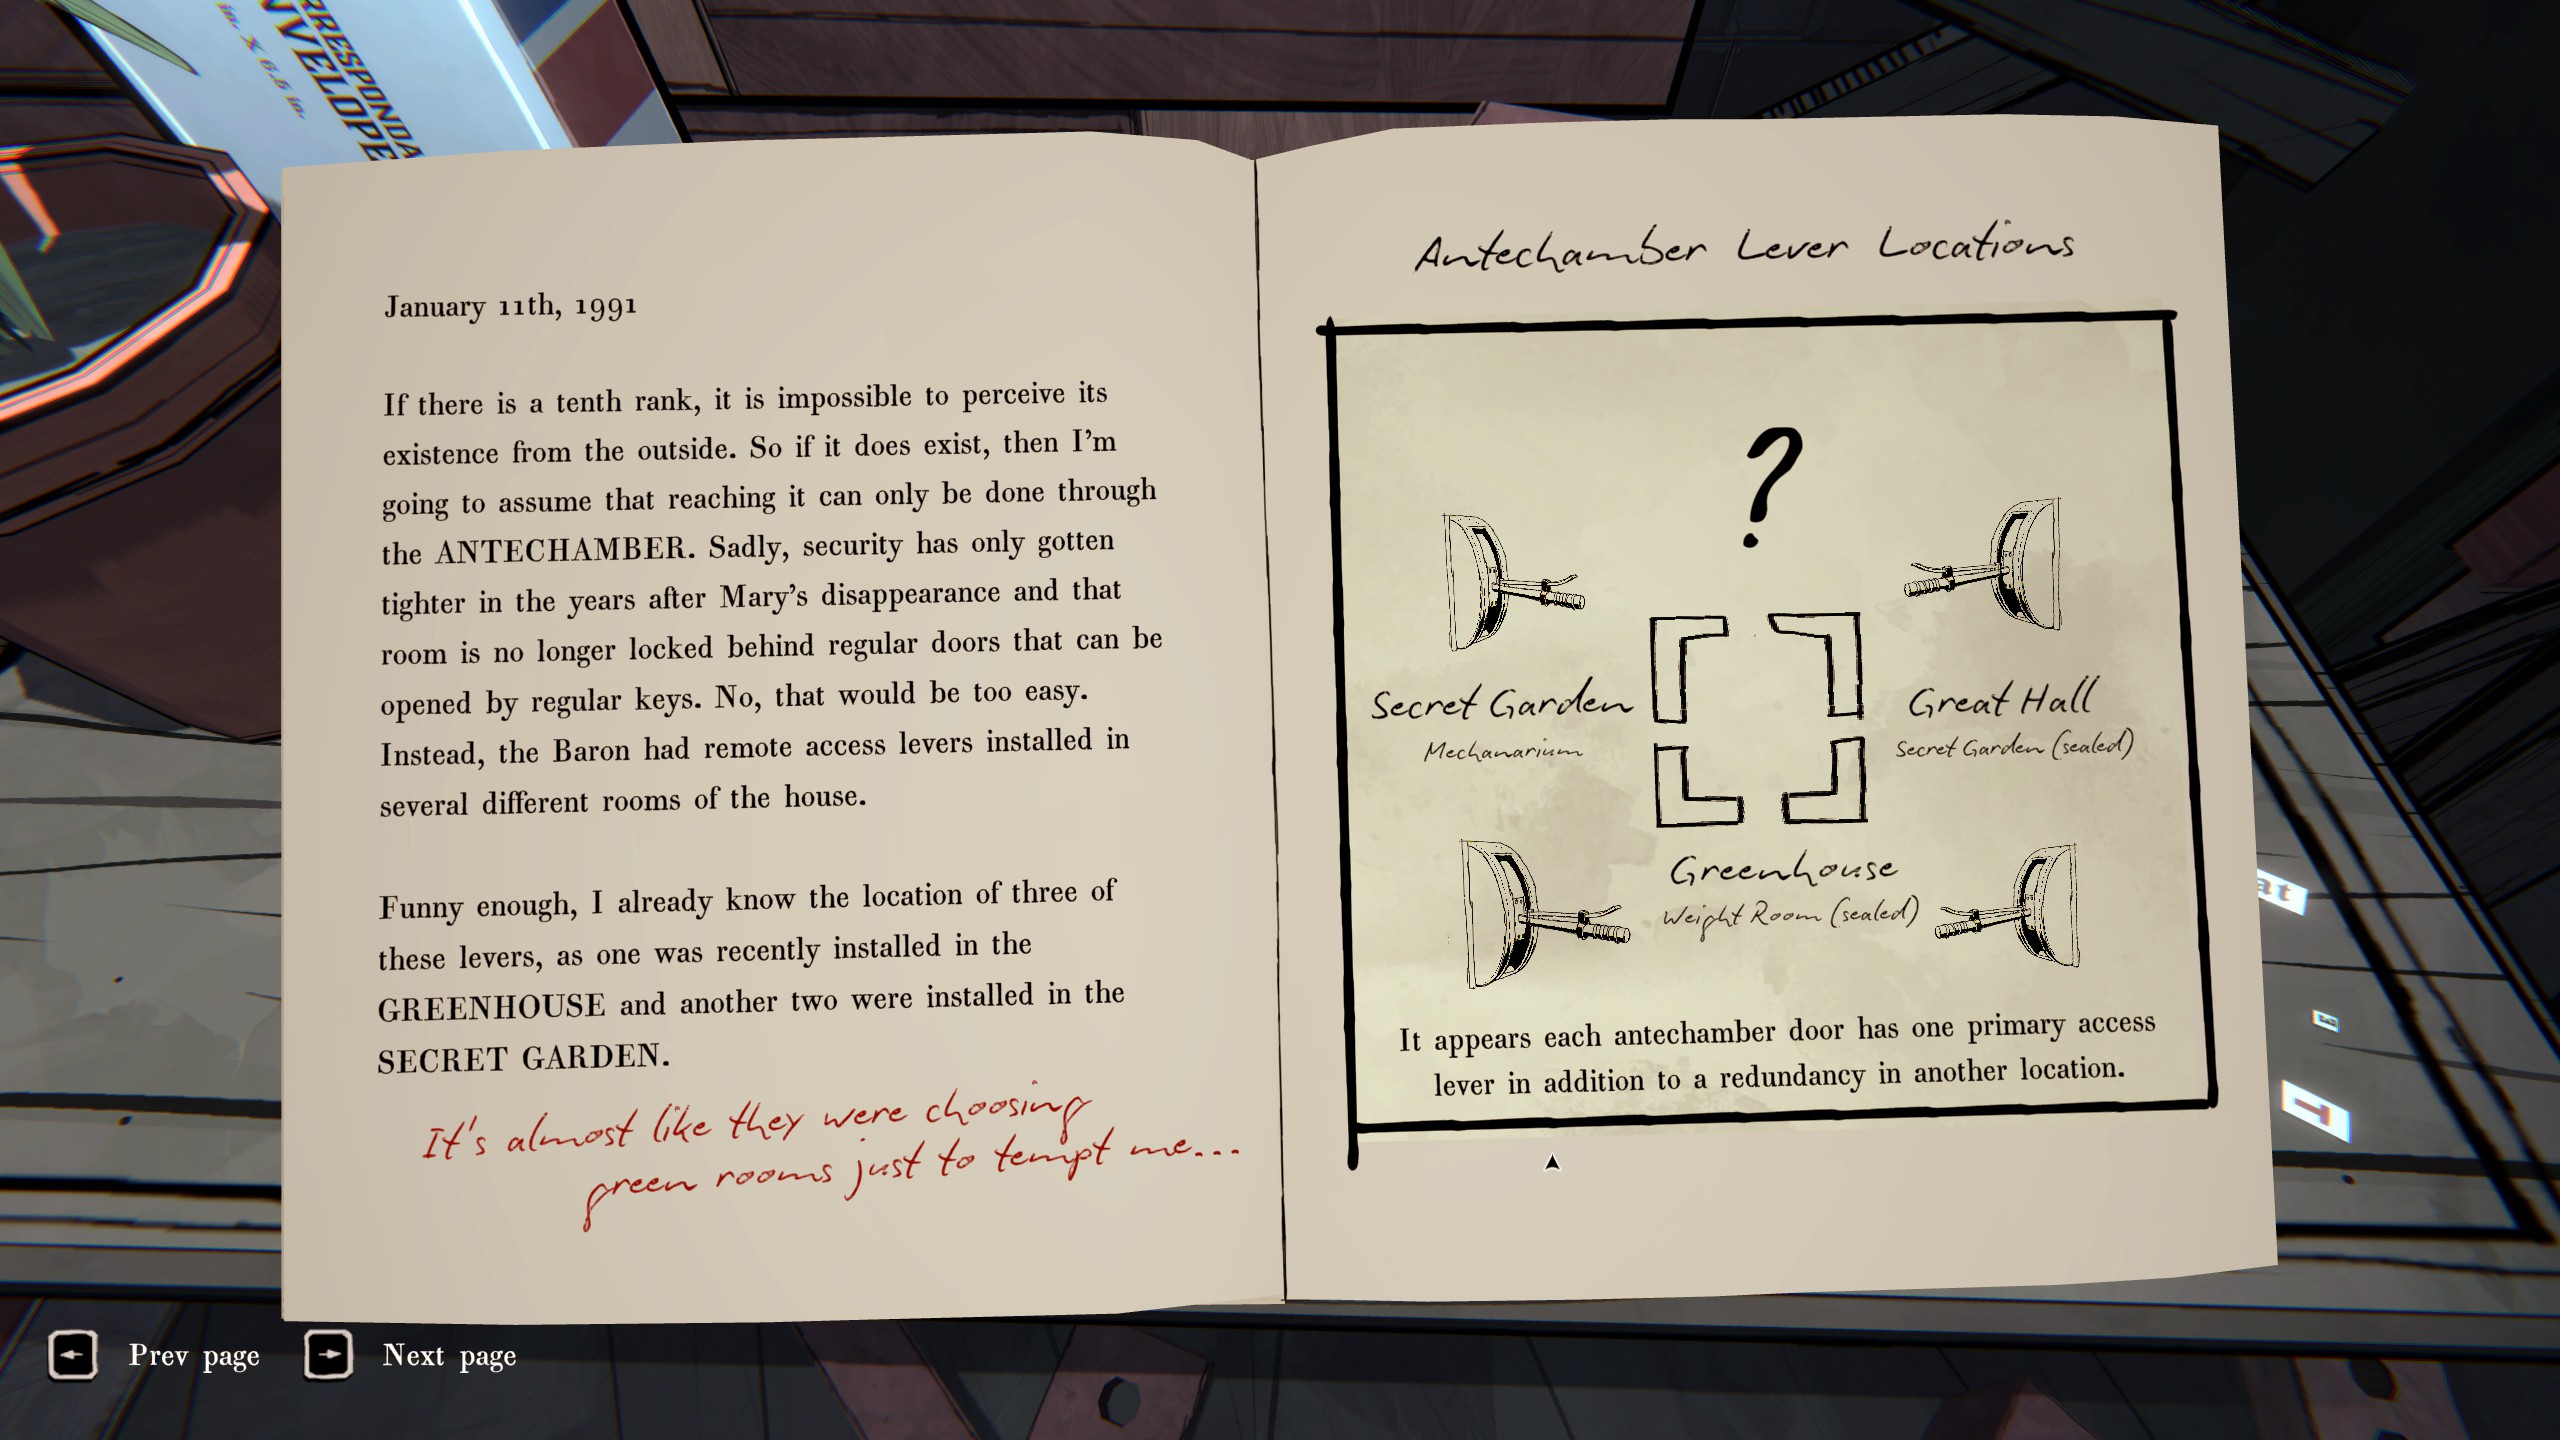 RRESPONDA
NVELOPE
in. X 6.5 in.
January 11th, 1991
If there is a tenth rank, it is impossible to perceive its
existence from the outside. So if it does exist, then I'm
going to assume that reaching it can only be done through
the ANTECHAMBER. Sadly, security has only gotten
tighter in the years after Mary's disappearance and that
room is no longer locked behind regular doors that can be
opened by regular keys. No, that would be too easy.
Instead, the Baron had remote access levers installed in
several different rooms of the house.
Funny enough, I already know the location of three of
these levers, as one was recently installed in the
GREENHOUSE and another two were installed in the
SECRET GARDEN.
It's almost like they were choosing
green rooms just to tempt me...
Antechamber Lever Locations
?
Secret Garden
Mechanarium
Great Hall
Secret Garden (sealed)
Greenhouse
Weight Room (sealed)
It appears each antechamber door has one primary access
lever in addition to a redundancy in another location.
at
Prev page
Next page